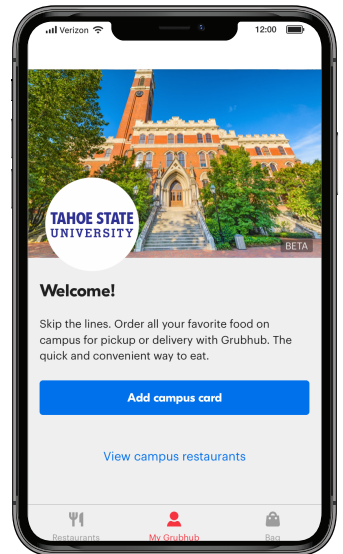 Verizon 12:00
TAHOE STATE
UNIVERSITY
BETA
Welcome!
Skip the lines. Order all your favorite food on
campus for pickup or delivery with Grubhub. The
quick and convenient way to eat.
Add campus card
View campus restaurants
Restaurants My Grubhub Bag